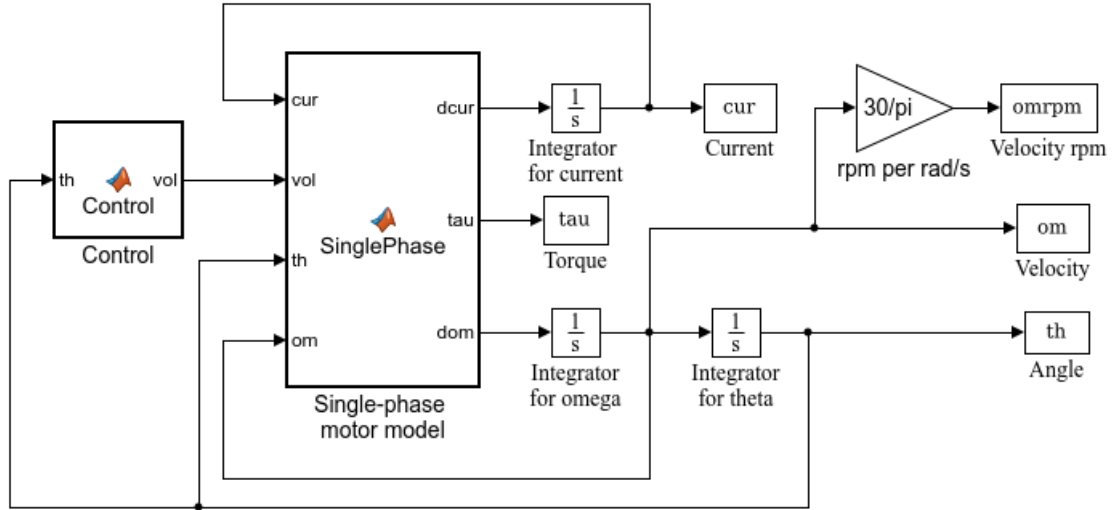 cur
dcur
1
s
cur
30/pi
omrpm
Integrator
for current
Current
rpm per rad/s
Velocity rpm
th
vol
Control
Control
vol
SinglePhase
tau
tau
Torque
om
Velocity
th
om
dom
1
s
Integrator
for omega
1
s
Integrator
for theta
th
Angle
Single-phase
motor model